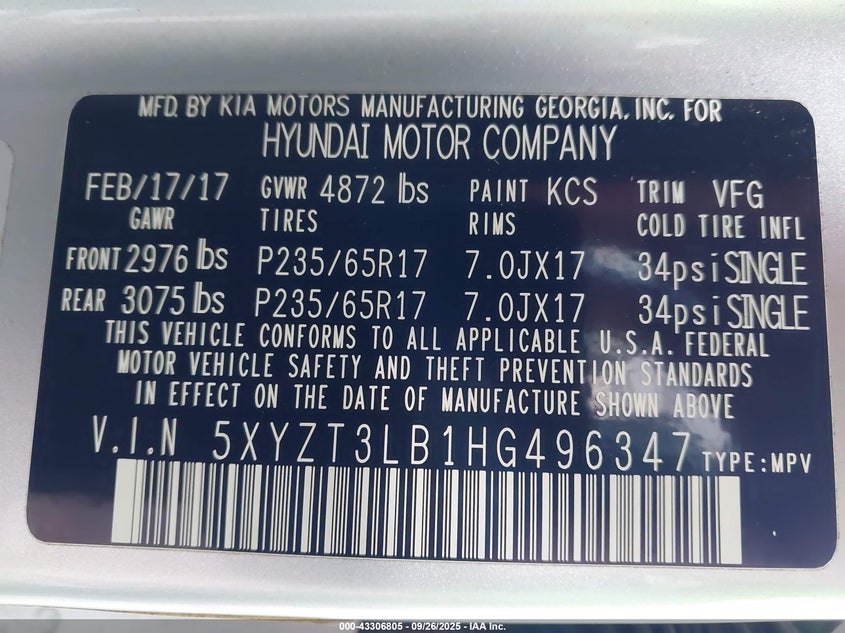 MFD. BY KIA MOTORS MANUFACTURING GEORGIA, INC. FOR
HYUNDAI MOTOR COMPANY
FEB/17/17 GVWR 4872 lbs PAINT KCS TRIM VFG
GAWR TIRES RIMS COLD TIRE INFL
FRONT 2976 lbs P235/65R17 7.0JX17 34psi SINGLE
REAR 3075 lbs P235/65R17 7.0JX17 34psi SINGLE
THIS VEHICLE CONFORMS TO ALL APPLICABLE U.S.A. FEDERAL
MOTOR VEHICLE SAFETY AND THEFT PREVENTION STANDARDS
IN EFFECT ON THE DATE OF MANUFACTURE SHOWN ABOVE
V.I.N 5XYZT3LB1HG496347 TYPE:MPV
000-43306805 - 09/26/2025 - IAA Inc.